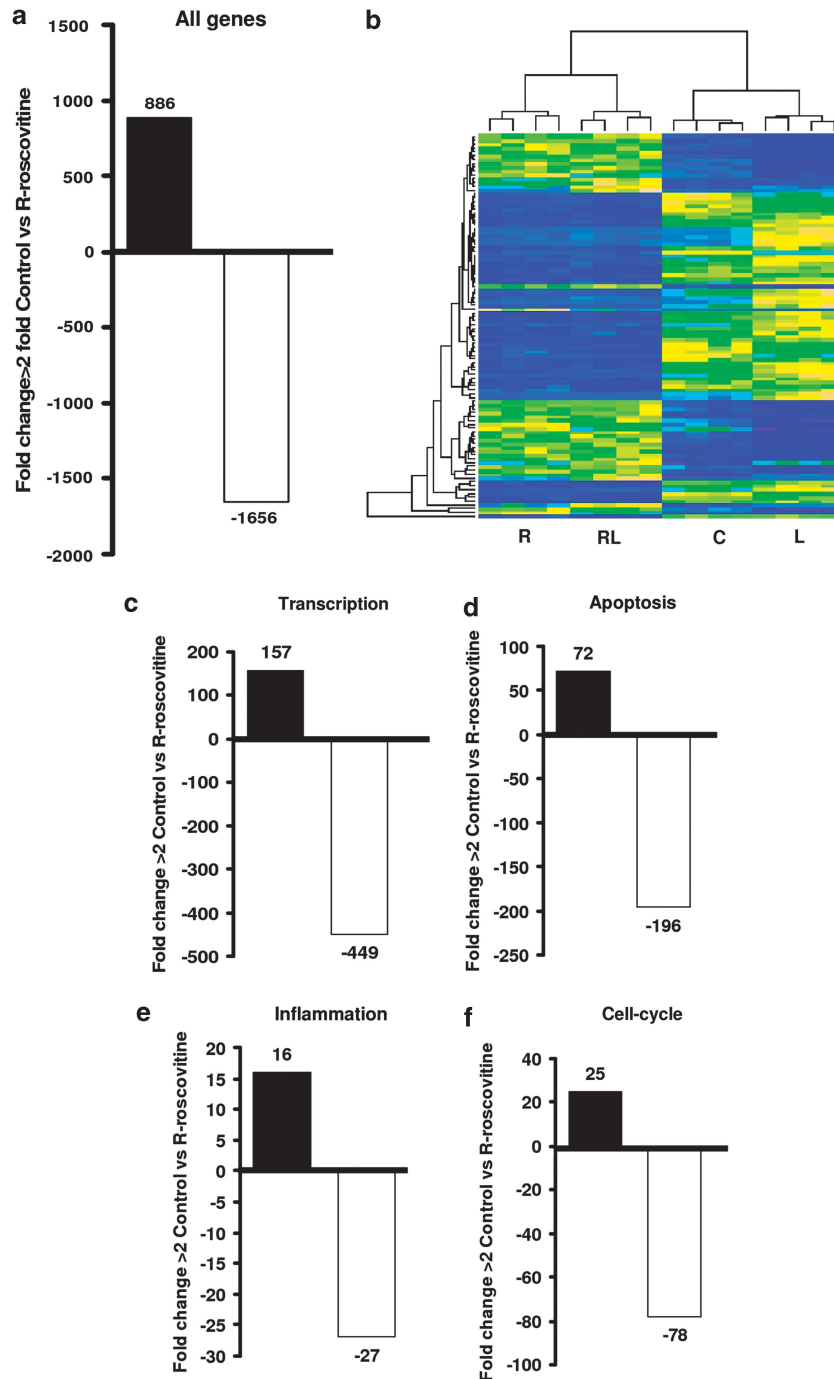 a
All genes
Fold change>2 fold Control vs R-roscovitine
1500
1000
500
0
-500
-1000
-1500
-2000
886
-1656
b
R
RL
C
L
c
Transcription
Fold change >2 Control vs R-roscovitine
200
100
0
-100
-200
-300
-400
-500
157
-449
d
Apoptosis
Fold change >2 Control vs R-roscovitine
100
50
0
-50
-100
-150
-200
-250
72
-196
e
Inflammation
Fold change >2 Control vs R-roscovitine
20
15
10
5
0
-5
-10
-15
-20
-25
-30
16
-27
f
Cell-cycle
Fold change >2 Control vs R-roscovitine
40
20
0
-20
-40
-60
-80
-100
25
-78